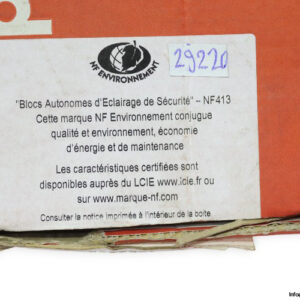 NF ENVIRONNEMENT
29220
"Blocs Autonomes d'Eclairage de Sécurité" – NF413
Cette marque NF Environnement conjugue
qualité et environnement, économie
d'énergie et de maintenance
Les caractéristiques certifiées sont
disponibles auprès du LCIE www.lcie.fr ou
sur www.marque-nf.com
Consulter la notice imprimée à l'intérieur de la boite